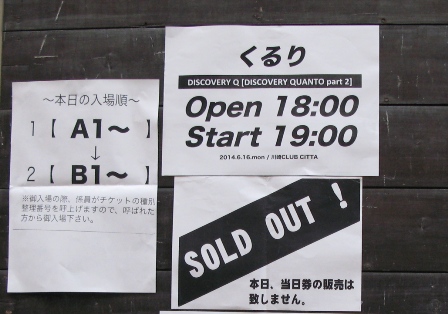 ～本日の入場順～
1【 A1～ 】
↓
2【 B1～ 】
※御入場の際、係員がチケットの種別
整理番号を呼上げますので、呼ばれた
方から御入場下さい。
くるり
DISCOVERY Q [DISCOVERY QUANTO part 2]
Open 18:00
Start 19:00
2014.6.16.mon / 川崎CLUB CITTA
SOLD OUT !
本日、当日券の販売は
致しません。